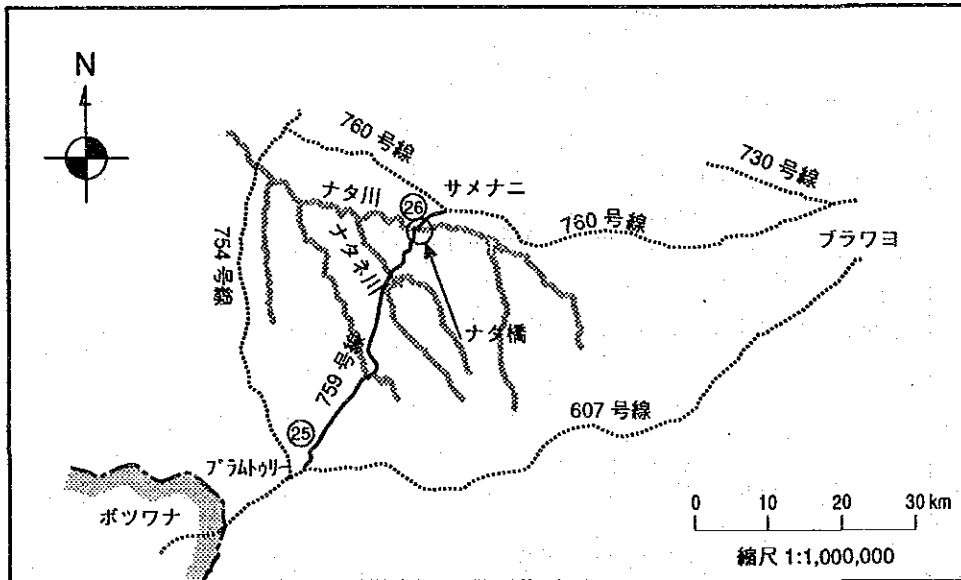 N
760 号線
730 号線
サメナニ
ナタ川
26
760 号線
ブラワヨ
ナタネ川
754 号線
ナタ橋
759 号線
607 号線
25
プラムトゥリー
ボツワナ
0 10 20 30 km
縮尺 1:1,000,000